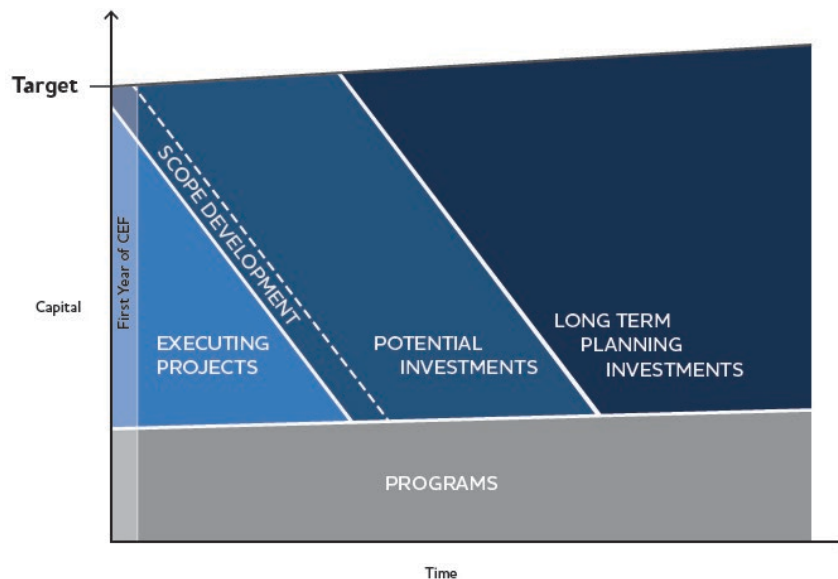 Target
Capital
First Year of CEF
SCOPE DEVELOPMENT
EXECUTING
PROJECTS
POTENTIAL
INVESTMENTS
LONG TERM
PLANNING
INVESTMENTS
PROGRAMS
Time